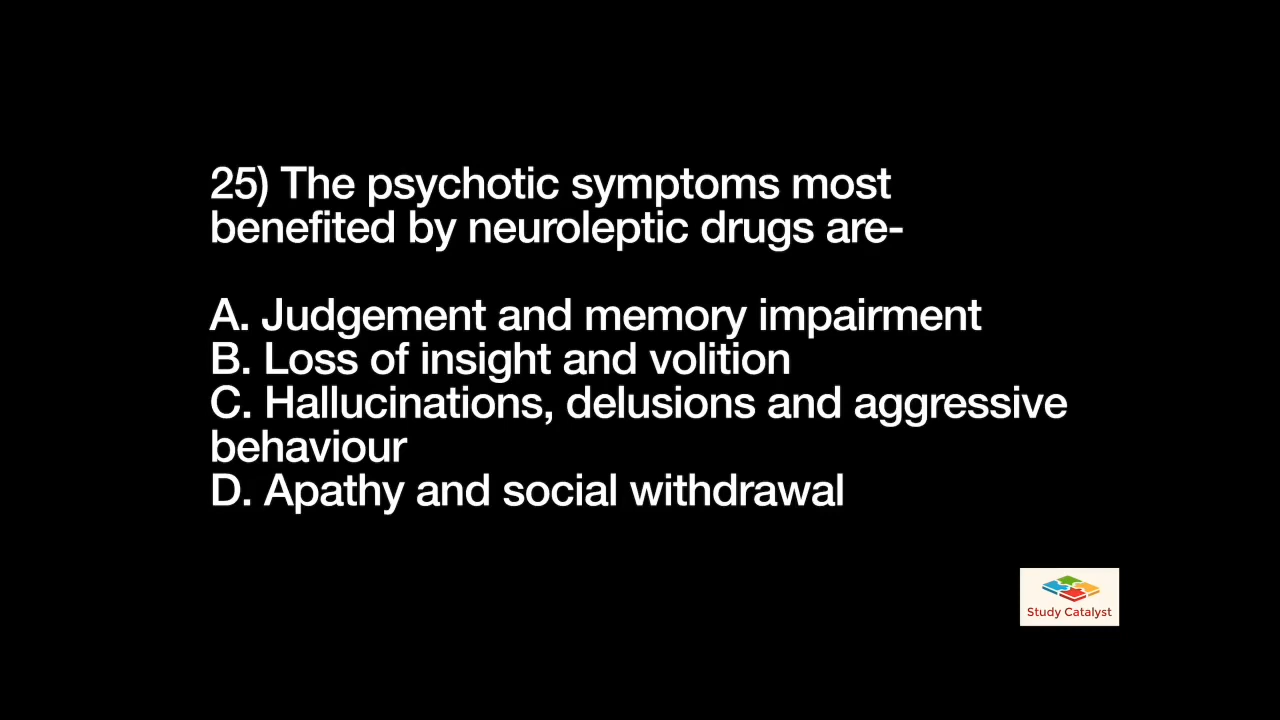 25) The psychotic symptoms most
benefited by neuroleptic drugs are-
A. Judgement and memory impairment
B. Loss of insight and volition
C. Hallucinations, delusions and aggressive
behaviour
D. Apathy and social withdrawal
Study Catalyst